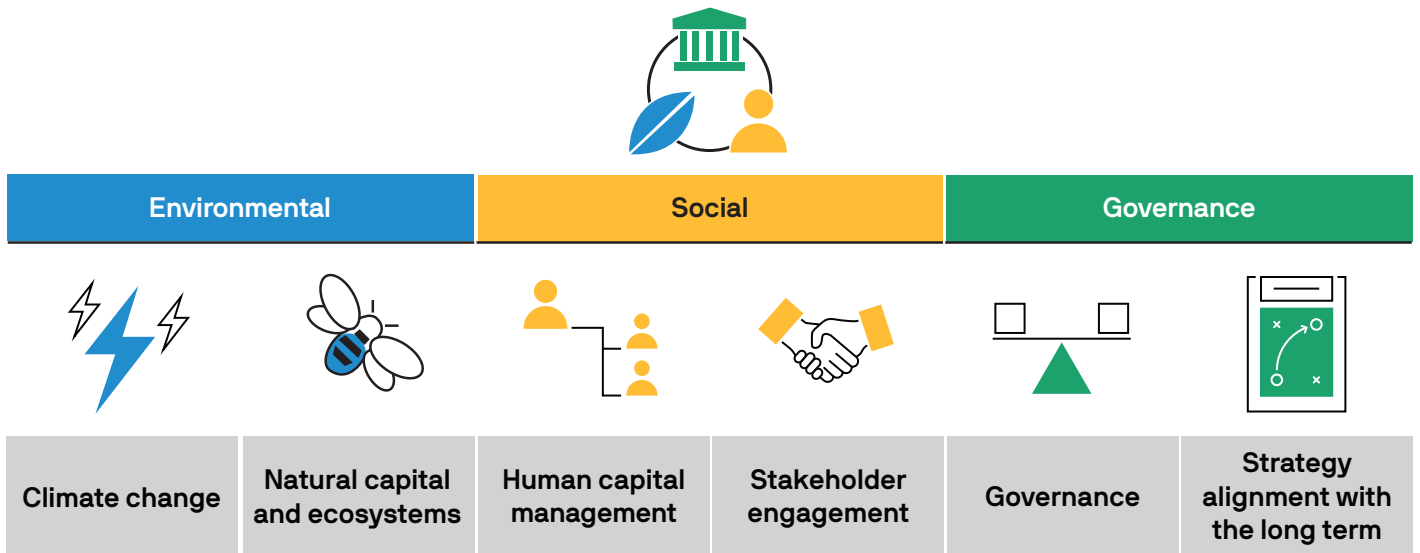 Environmental
Social
Governance
Climate change
Natural capital
and ecosystems
Human capital
management
Stakeholder
engagement
Governance
Strategy
alignment with
the long term